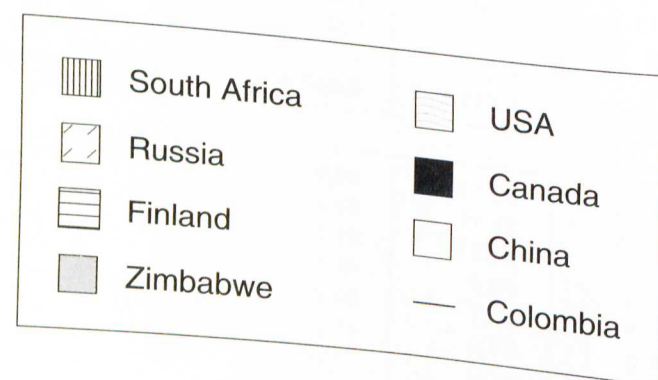 South Africa
Russia
Finland
Zimbabwe
USA
Canada
China
Colombia